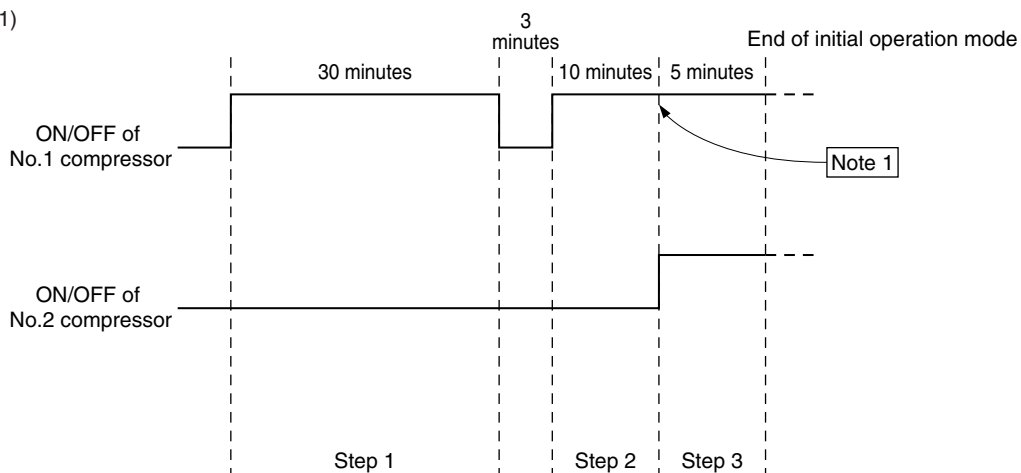 1)
3
minutes
End of initial operation mode
30 minutes
10 minutes
5 minutes
ON/OFF of
No.1 compressor
Note 1
ON/OFF of
No.2 compressor
Step 1
Step 2
Step 3